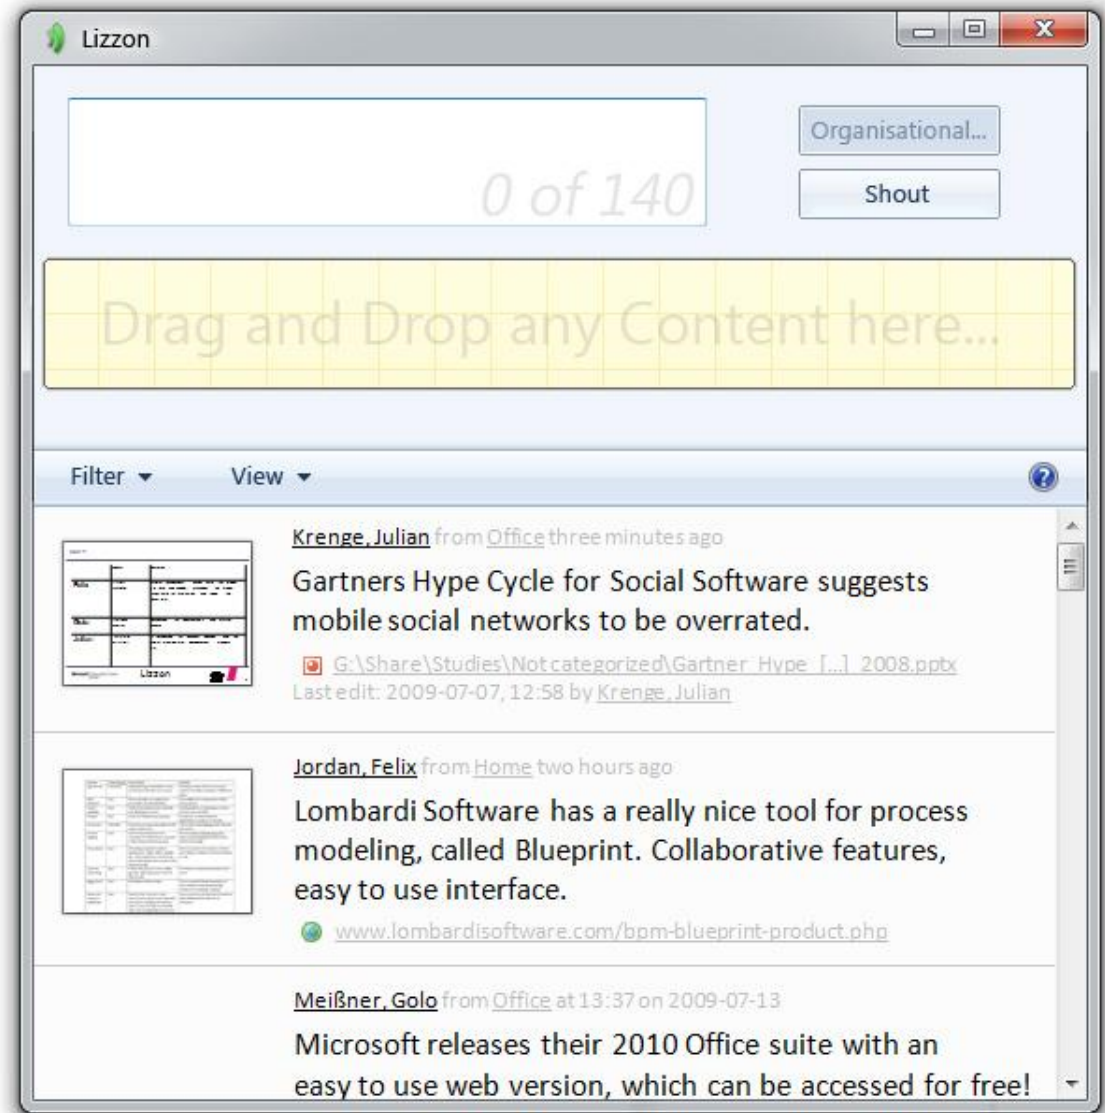 Lizzon
0 of 140
Organisational...
Shout
Drag and Drop any Content here...
Filter
View
Krenge, Julian from Office three minutes ago
Gartners Hype Cycle for Social Software suggests
mobile social networks to be overrated.
G:\Share\Studies\Not categorized\Gartner Hype [...] 2008.pptx
Last edit: 2009-07-07, 12:58 by Krenge, Julian
Lizzon
Jordan, Felix from Home two hours ago
Lombardi Software has a really nice tool for process
modeling, called Blueprint. Collaborative features,
easy to use interface.
www.lombardisoftware.com/bpm-blueprint-product.php
Meißner, Golo from Office at 13:37 on 2009-07-13
Microsoft releases their 2010 Office suite with an
easy to use web version, which can be accessed for free!